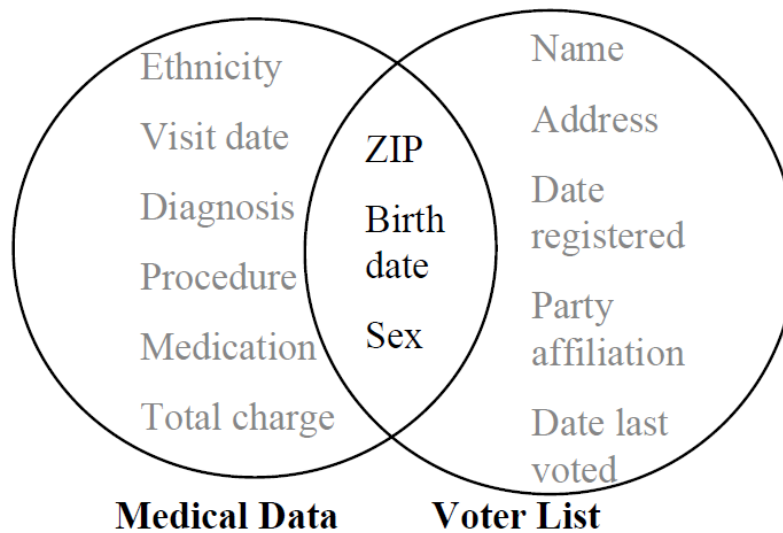 Ethnicity
Visit date
Diagnosis
Procedure
Medication
Total charge
ZIP
Birth
date
Sex
Name
Address
Date
registered
Party
affiliation
Date last
voted
Medical Data
Voter List